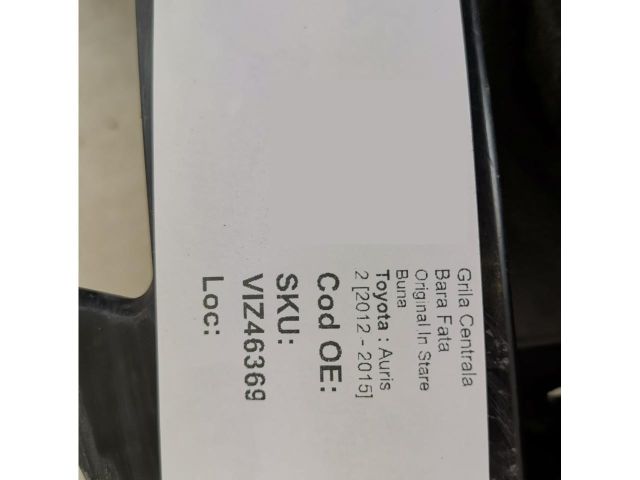 Grila Centrala
Bara Fata
Original In Stare
Buna
Toyota : Auris
2 [2012 - 2015]
Cod OE:
SKU:
VIZ46369
Loc: